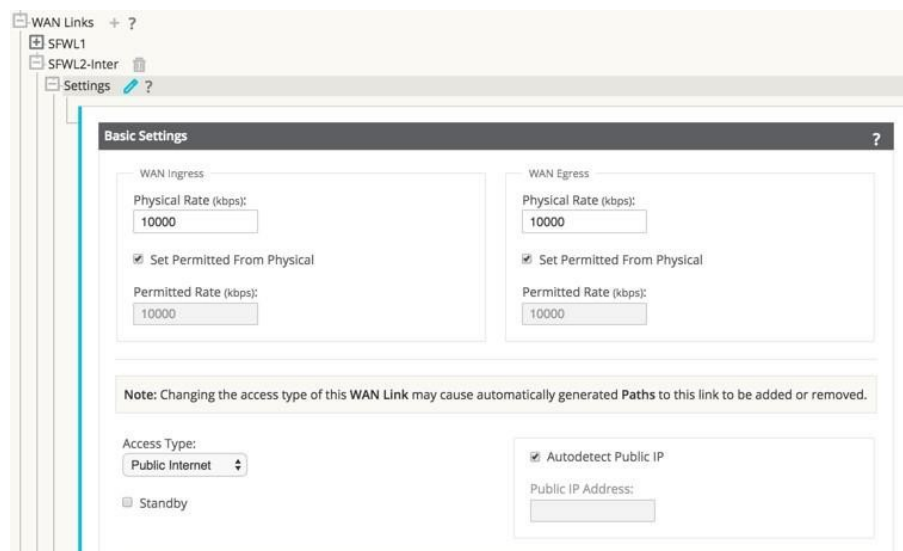 WAN Links + ?
SFWL1
SFWL2-Inter
Settings ?
Basic Settings ?
WAN Ingress
Physical Rate (kbps):
10000
Set Permitted From Physical
Permitted Rate (kbps):
10000
WAN Egress
Physical Rate (kbps):
10000
Set Permitted From Physical
Permitted Rate (kbps):
10000
Note: Changing the access type of this WAN Link may cause automatically generated Paths to this link to be added or removed.
Access Type:
Public Internet
Standby
Autodetect Public IP
Public IP Address: